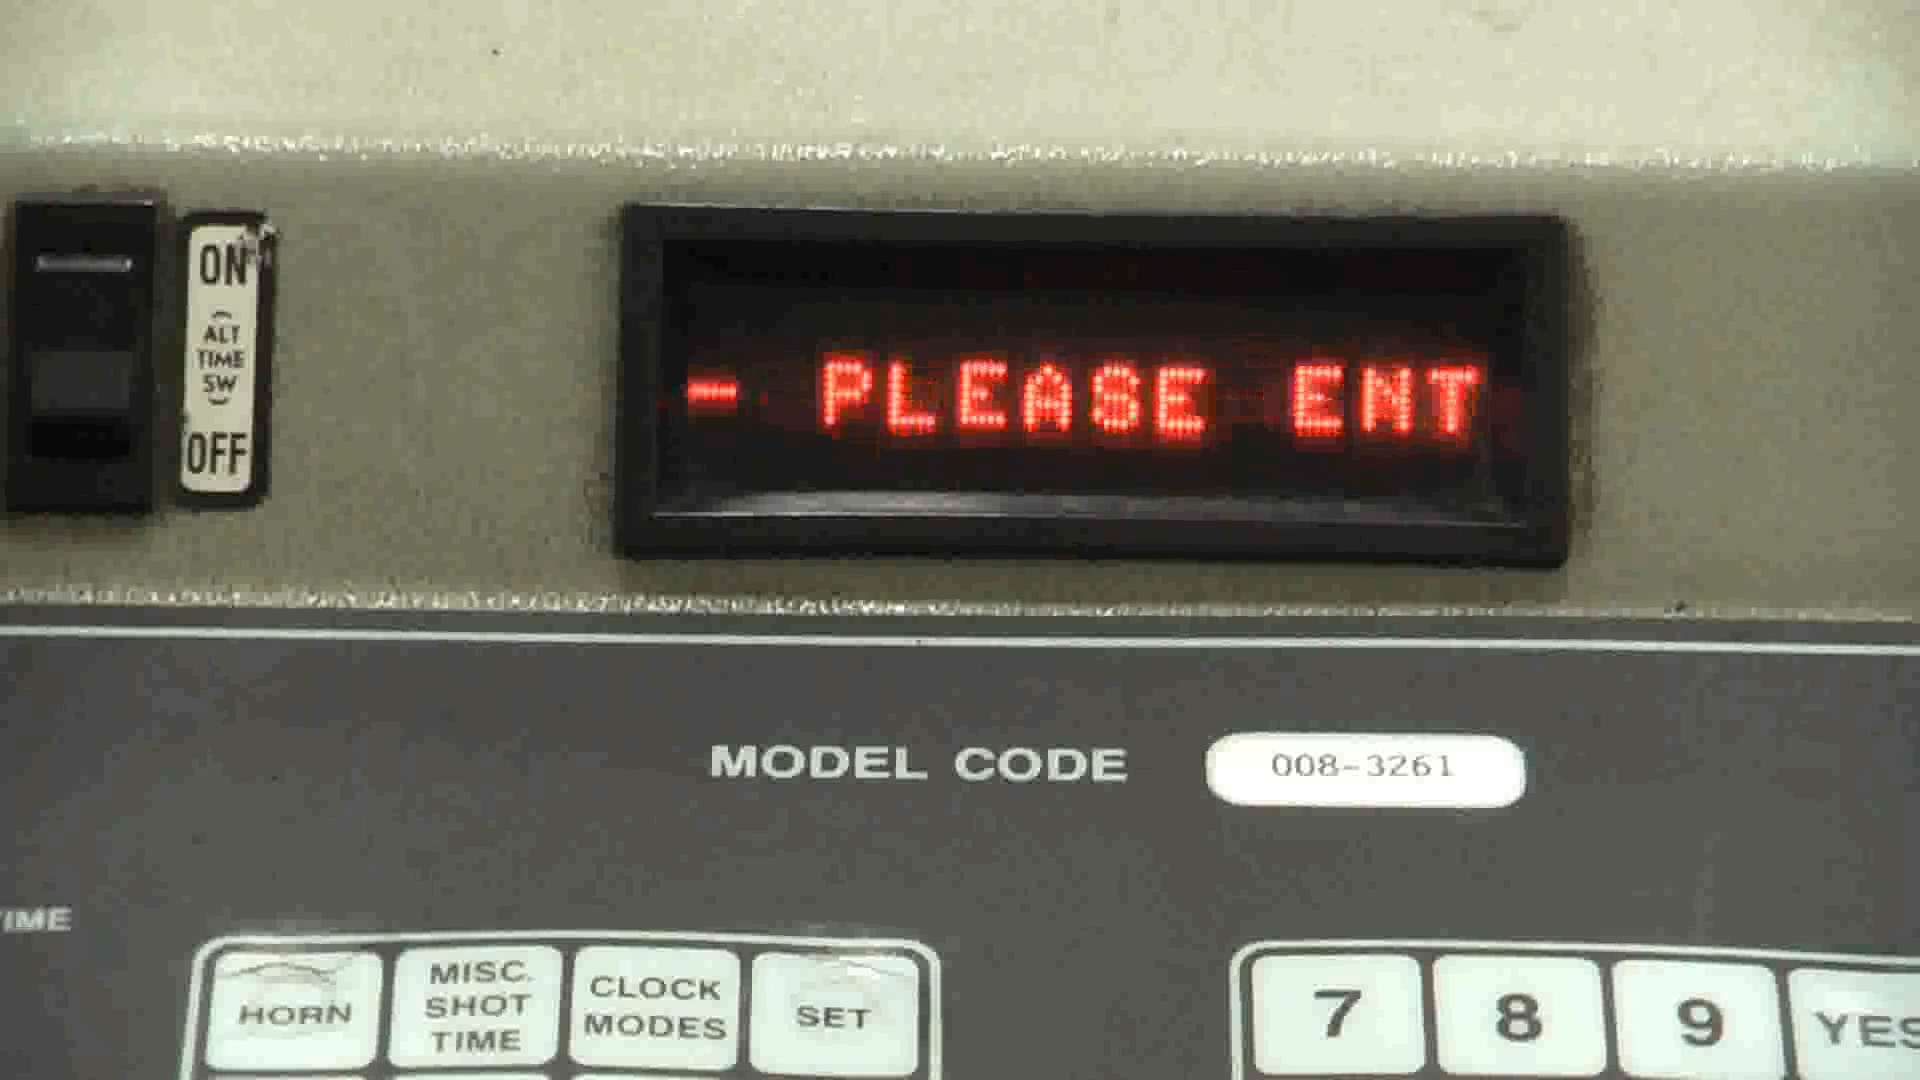 ON
ALT
TIME
SW
OFF
- PLEASE ENT
MODEL CODE 008-3261
TIME
HORN
MISC.
SHOT
TIME
CLOCK
MODES
SET
7 8 9 YES